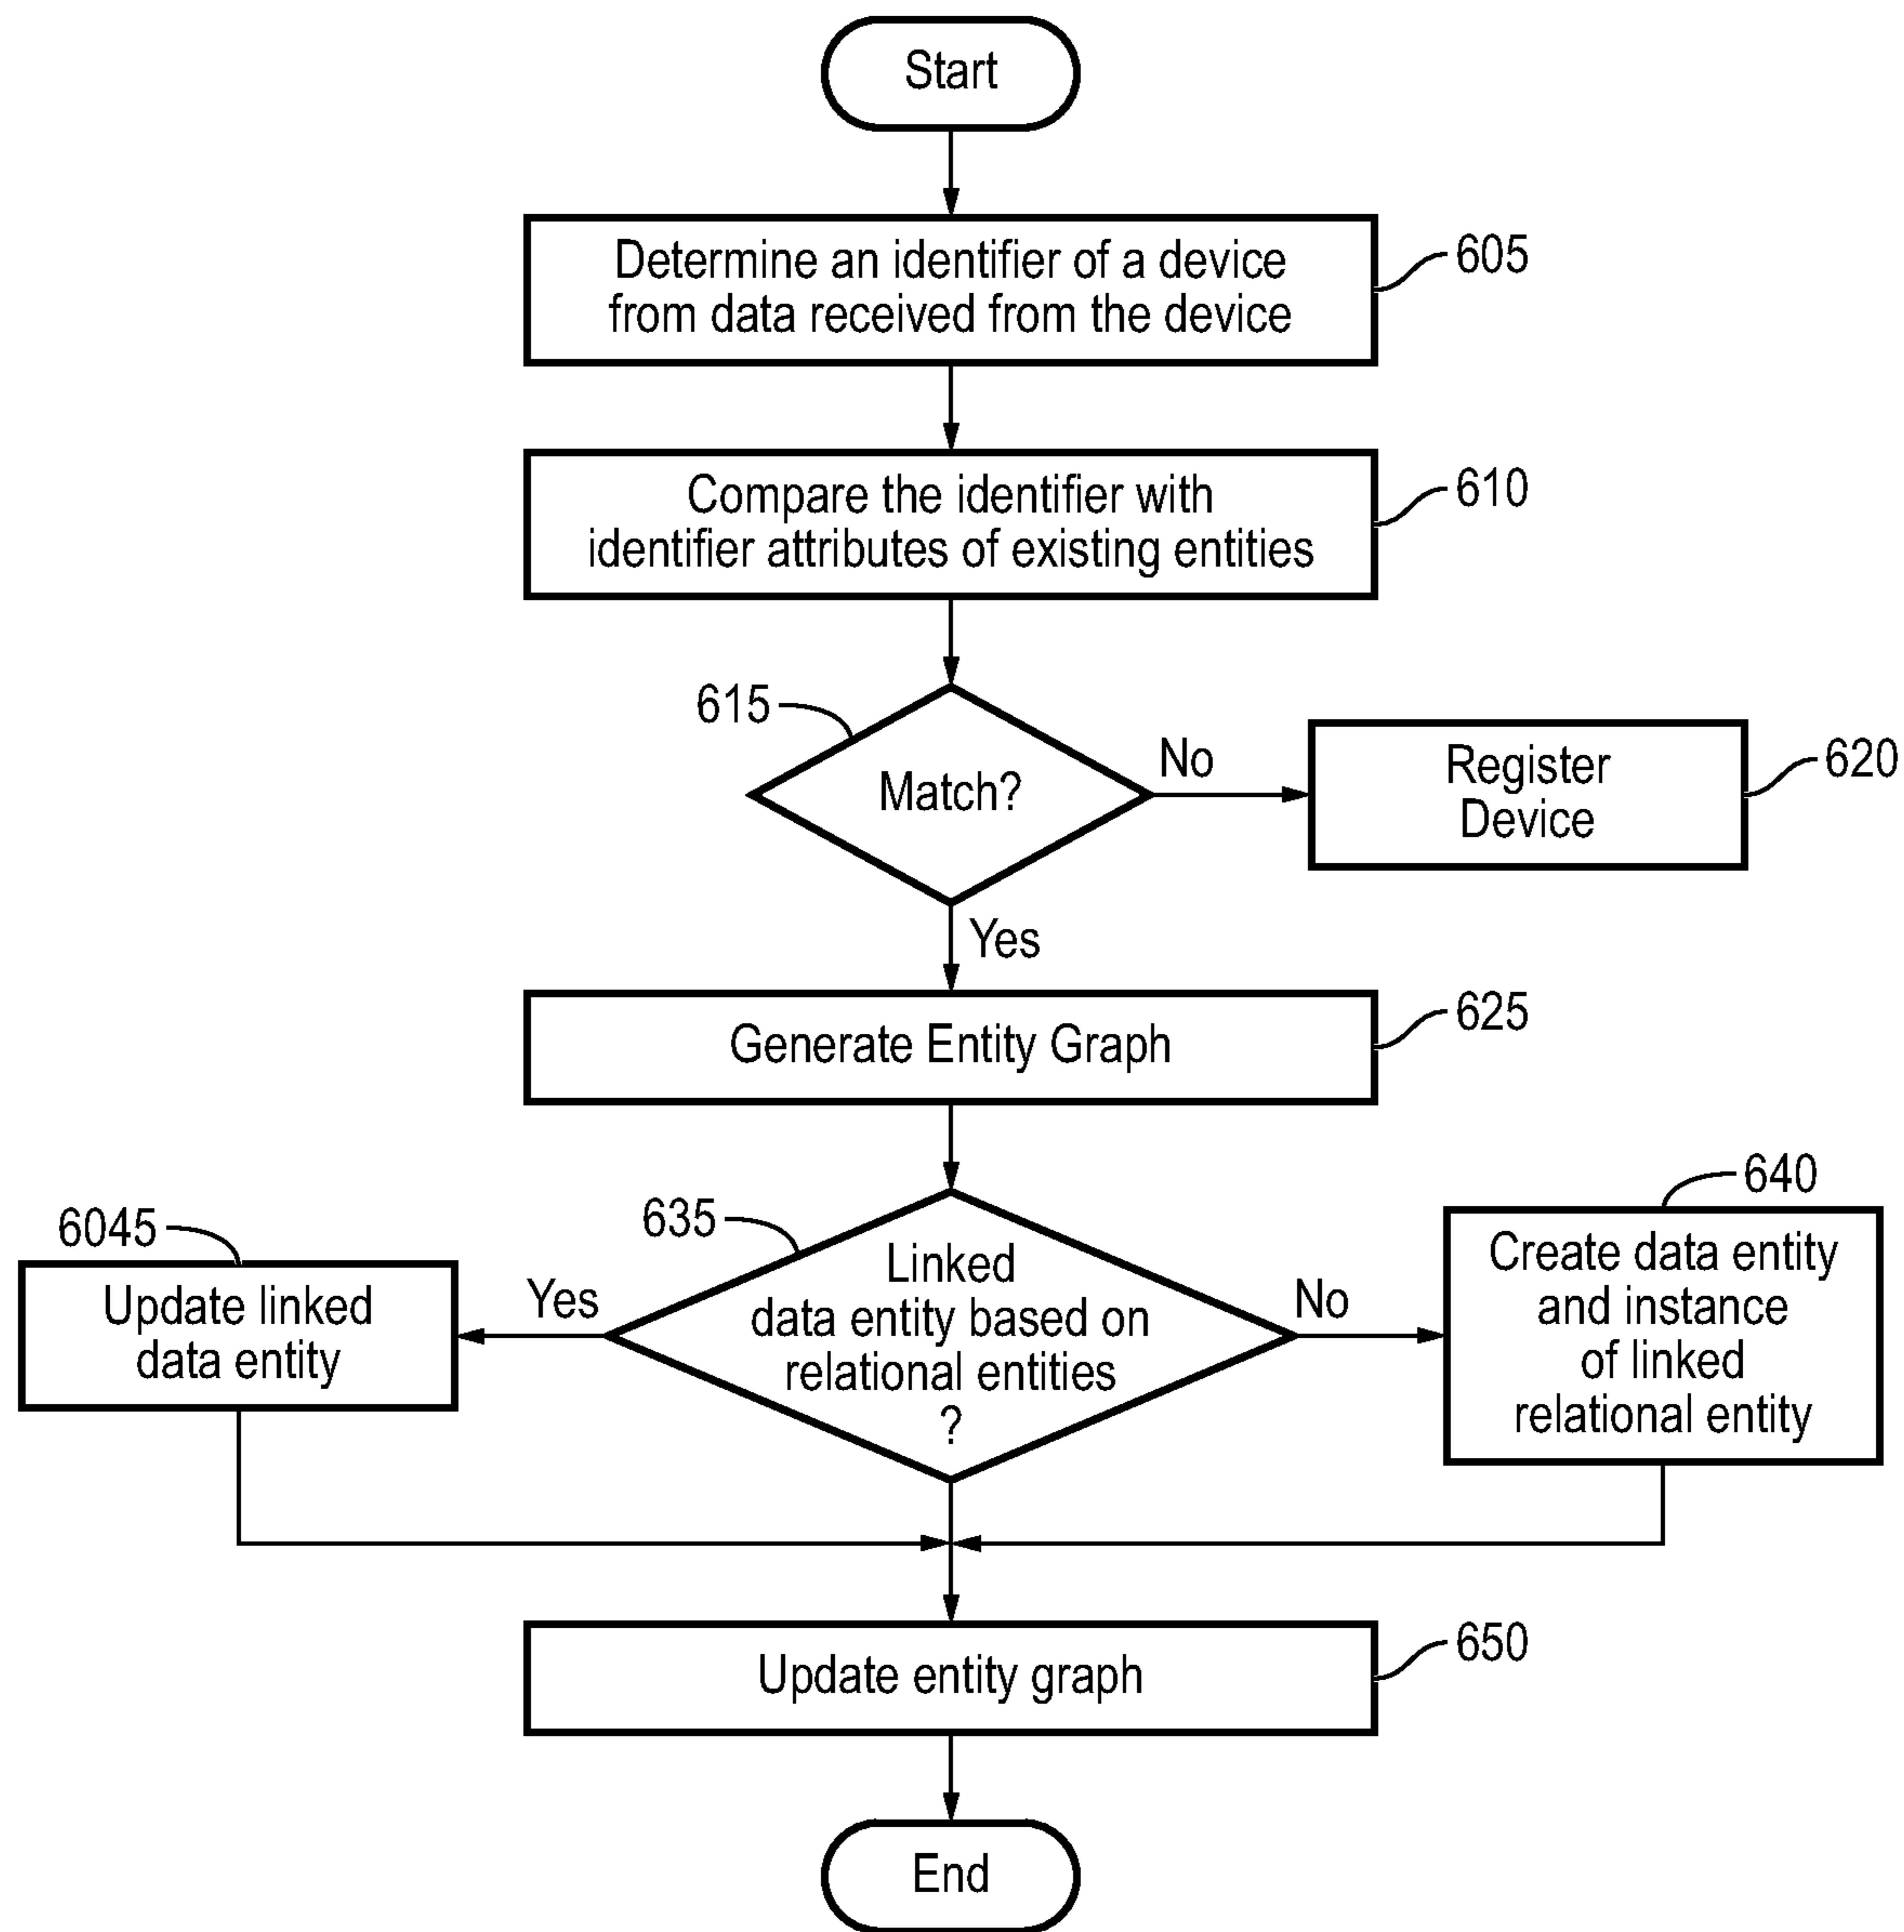 Start
Determine an identifier of a device
from data received from the device
605
Compare the identifier with
identifier attributes of existing entities
610
615
Match?
No
Register
Device
620
Yes
Generate Entity Graph
625
6045
Update linked
data entity
Yes
635
Linked
data entity based on
relational entities
?
No
640
Create data entity
and instance
of linked
relational entity
Update entity graph
650
End